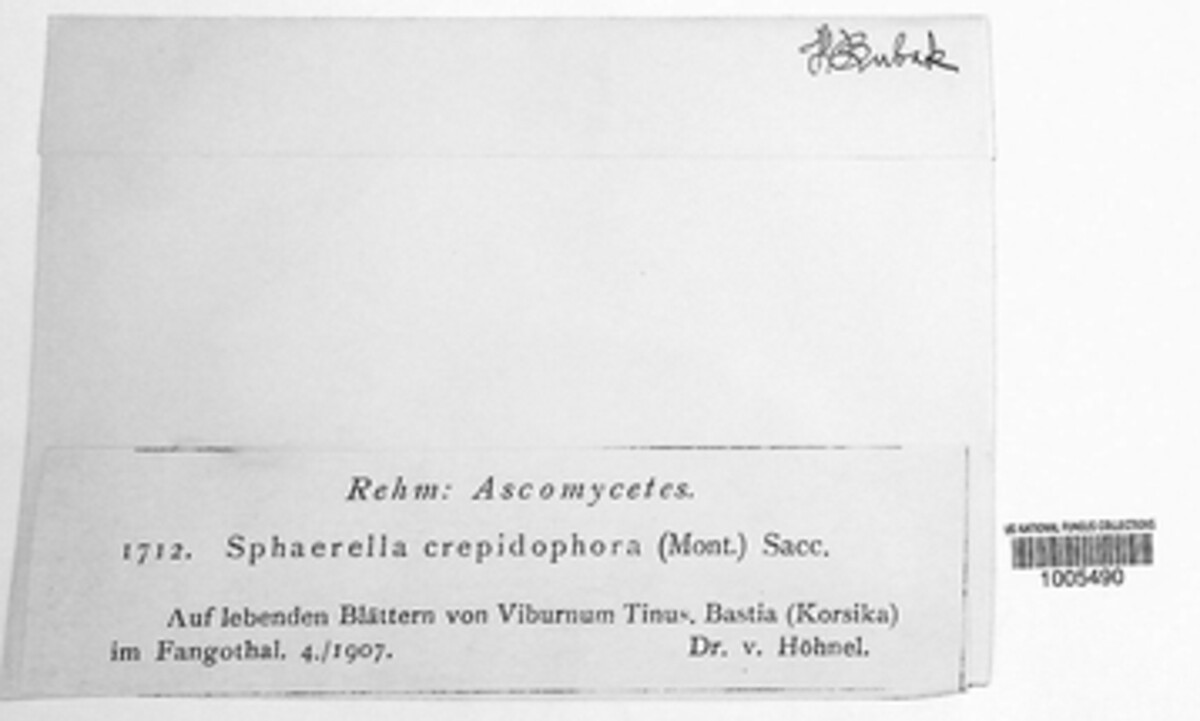 Bubak
Rehm: Ascomycetes.
1712. Sphaerella crepidophora (Mont.) Sacc.
Auf lebenden Blättern von Viburnum Tinus. Bastia (Korsika)
im Fangothal. 4./1907. Dr. v. Höhnel.
US NATIONAL FUNGUS COLLECTIONS
1005490